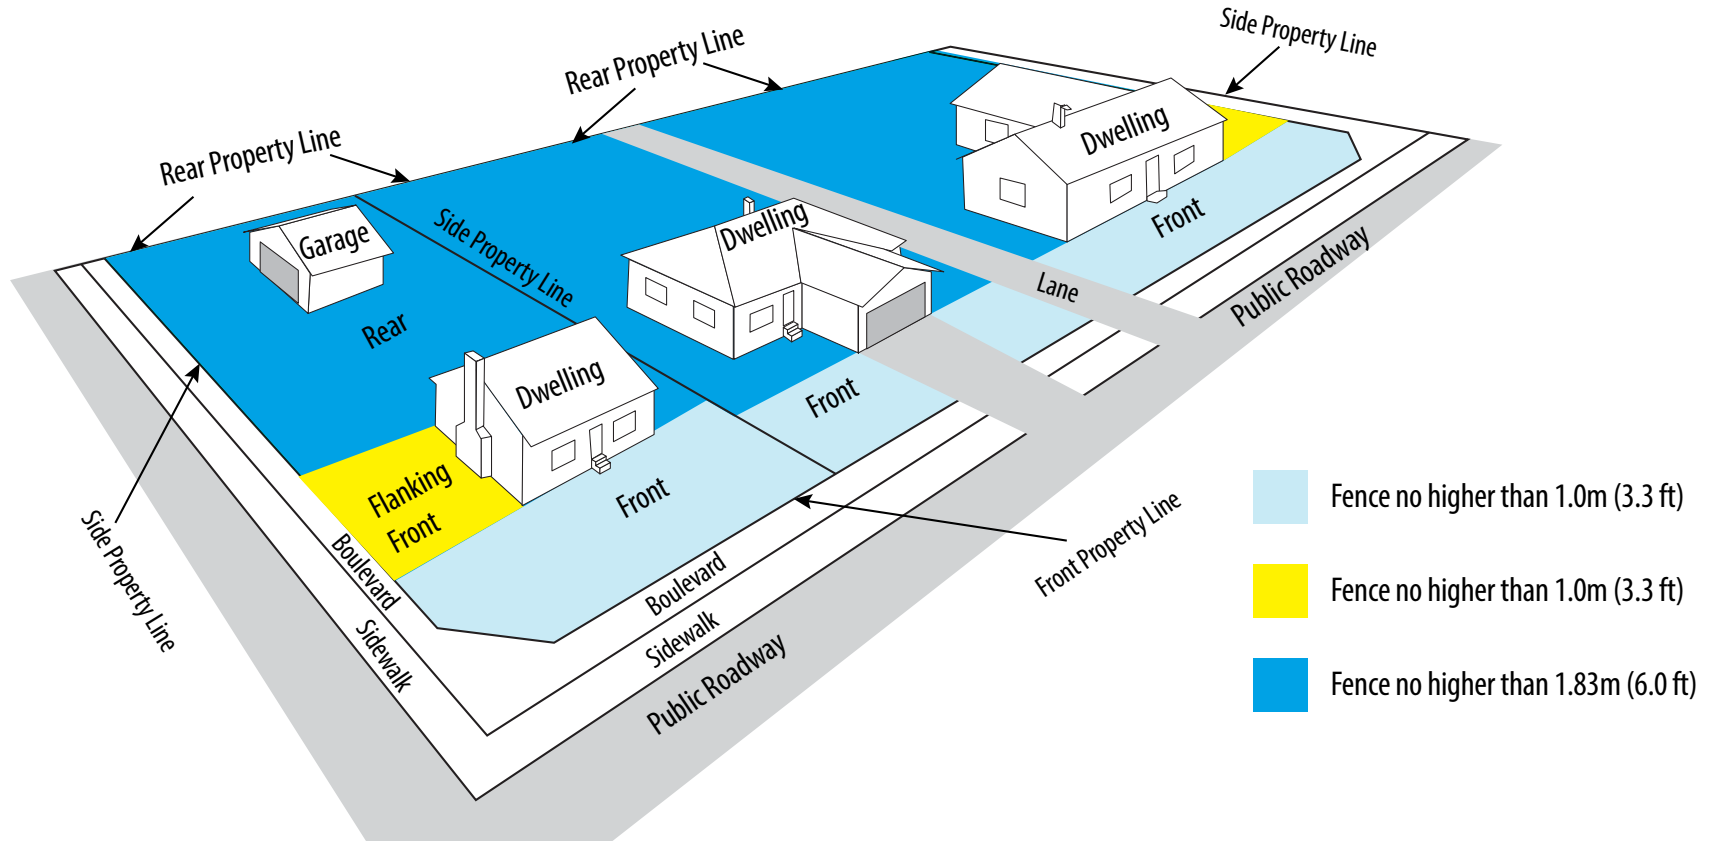 Side Property Line
Rear Property Line
Rear Property Line
Dwelling
Garage
Side Property Line
Dwelling
Front
Lane
Public Roadway
Rear
Dwelling
Front
Flanking
Front
Front
Side Property Line
Boulevard
Sidewalk
Boulevard
Sidewalk
Public Roadway
Front Property Line
Fence no higher than 1.0m (3.3 ft)
Fence no higher than 1.0m (3.3 ft)
Fence no higher than 1.83m (6.0 ft)